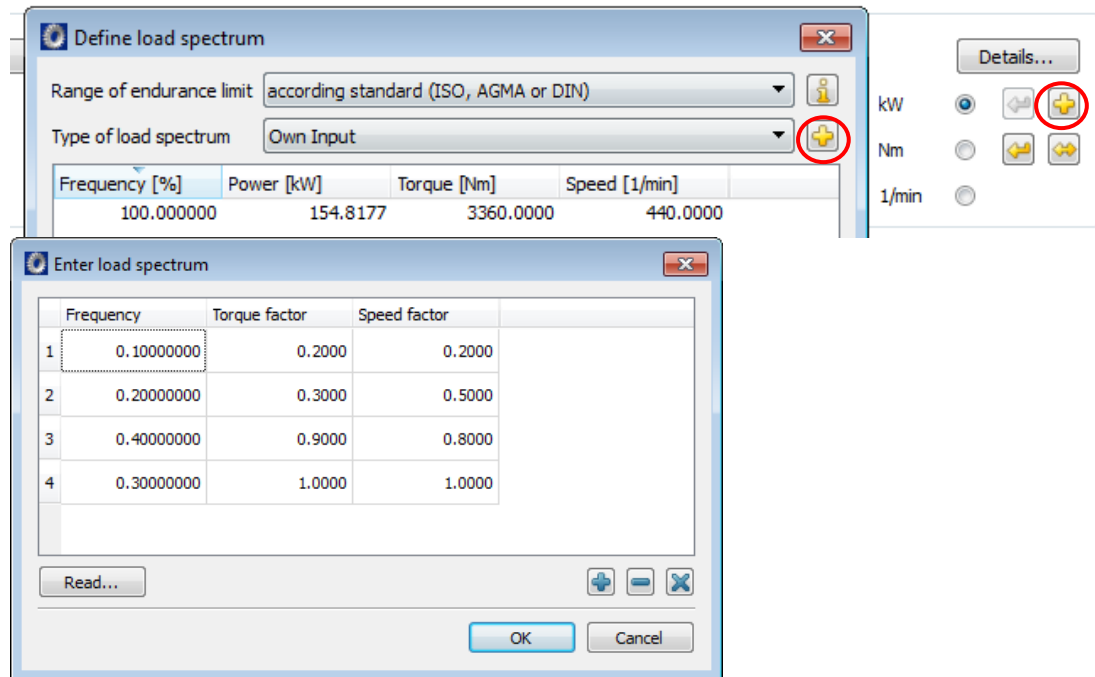 Define load spectrum
Details...
Range of endurance limit according standard (ISO, AGMA or DIN)
kW
Type of load spectrum Own Input
Nm
Frequency [%] Power [kW] Torque [Nm] Speed [1/min]
1/min
100.000000 154.8177 3360.0000 440.0000
Enter load spectrum
Frequency Torque factor Speed factor
1 0.10000000 0.2000 0.2000
2 0.20000000 0.3000 0.5000
3 0.40000000 0.9000 0.8000
4 0.30000000 1.0000 1.0000
Read...
OK Cancel